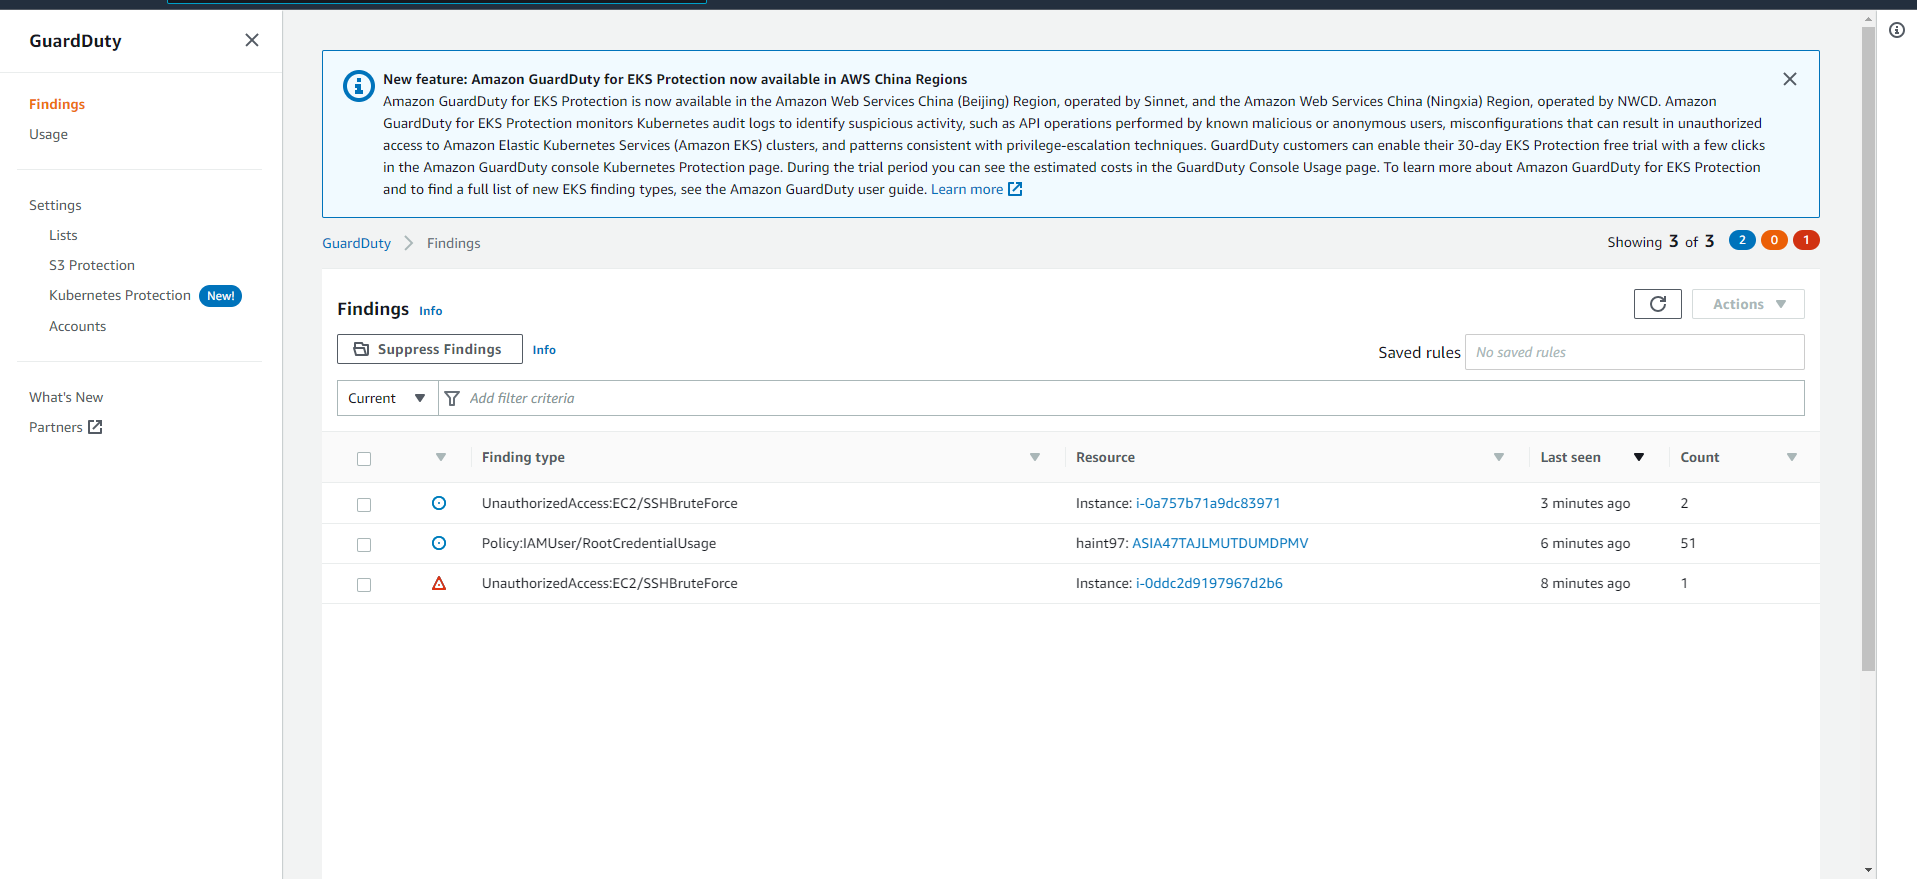 GuardDuty
Findings
Usage
Settings
Lists
S3 Protection
Kubernetes Protection New!
Accounts
What's New
Partners
New feature: Amazon GuardDuty for EKS Protection now available in AWS China Regions
Amazon GuardDuty for EKS Protection is now available in the Amazon Web Services China (Beijing) Region, operated by Sinnet, and the Amazon Web Services China (Ningxia) Region, operated by NWCD. Amazon
GuardDuty for EKS Protection monitors Kubernetes audit logs to identify suspicious activity, such as API operations performed by known malicious or anonymous users, misconfigurations that can result in unauthorized
access to Amazon Elastic Kubernetes Services (Amazon EKS) clusters, and patterns consistent with privilege-escalation techniques. GuardDuty customers can enable their 30-day EKS Protection free trial with a few clicks
in the Amazon GuardDuty console Kubernetes Protection page. During the trial period you can see the estimated costs in the GuardDuty Console Usage page. To learn more about Amazon GuardDuty for EKS Protection
and to find a full list of new EKS finding types, see the Amazon GuardDuty user guide. Learn more
GuardDuty Findings
Showing 3 of 3 2 0 1
Findings Info
Actions
Suppress Findings Info
Saved rules No saved rules
Current Add filter criteria
Finding type Resource Last seen Count
UnauthorizedAccess:EC2/SSHBruteForce Instance: i-0a757b71a9dc83971 3 minutes ago 2
Policy:IAMUser/RootCredentialUsage haint97: ASIA47TAJLMUTDUMDPMV 6 minutes ago 51
UnauthorizedAccess:EC2/SSHBruteForce Instance: i-0ddc2d9197967d2b6 8 minutes ago 1